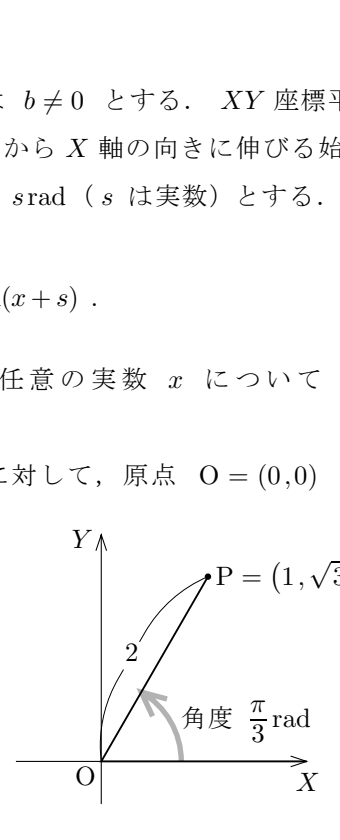 b ≠ 0 とする. XY 座標平
から X 軸の向きに伸びる始
s rad ( s は実数) とする.
(x + s) .
任意の実数 x について
に対して, 原点 O = (0,0)
Y
P = (1, √3
2
角度 π/3 rad
O
X